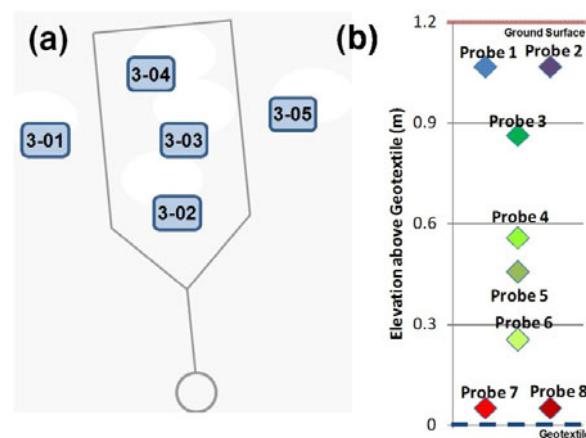 (a)
3-04
3-05
3-01
3-03
3-02
(b)
Elevation above Geotextile (m)
1.2
0.9
0.6
0.3
0
Ground Surface
Probe 1 Probe 2
Probe 3
Probe 4
Probe 5
Probe 6
Probe 7 Probe 8
Geotextile